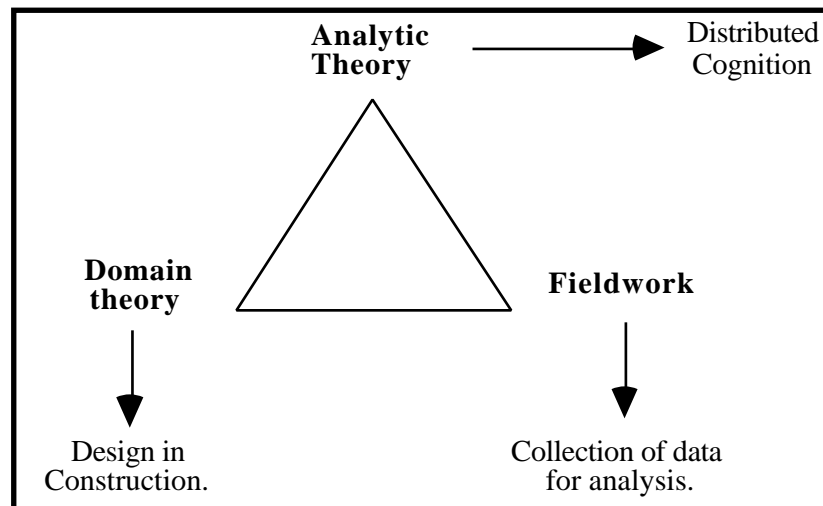 Analytic
Theory
Distributed
Cognition
Domain
theory
Fieldwork
Design in
Construction.
Collection of data
for analysis.